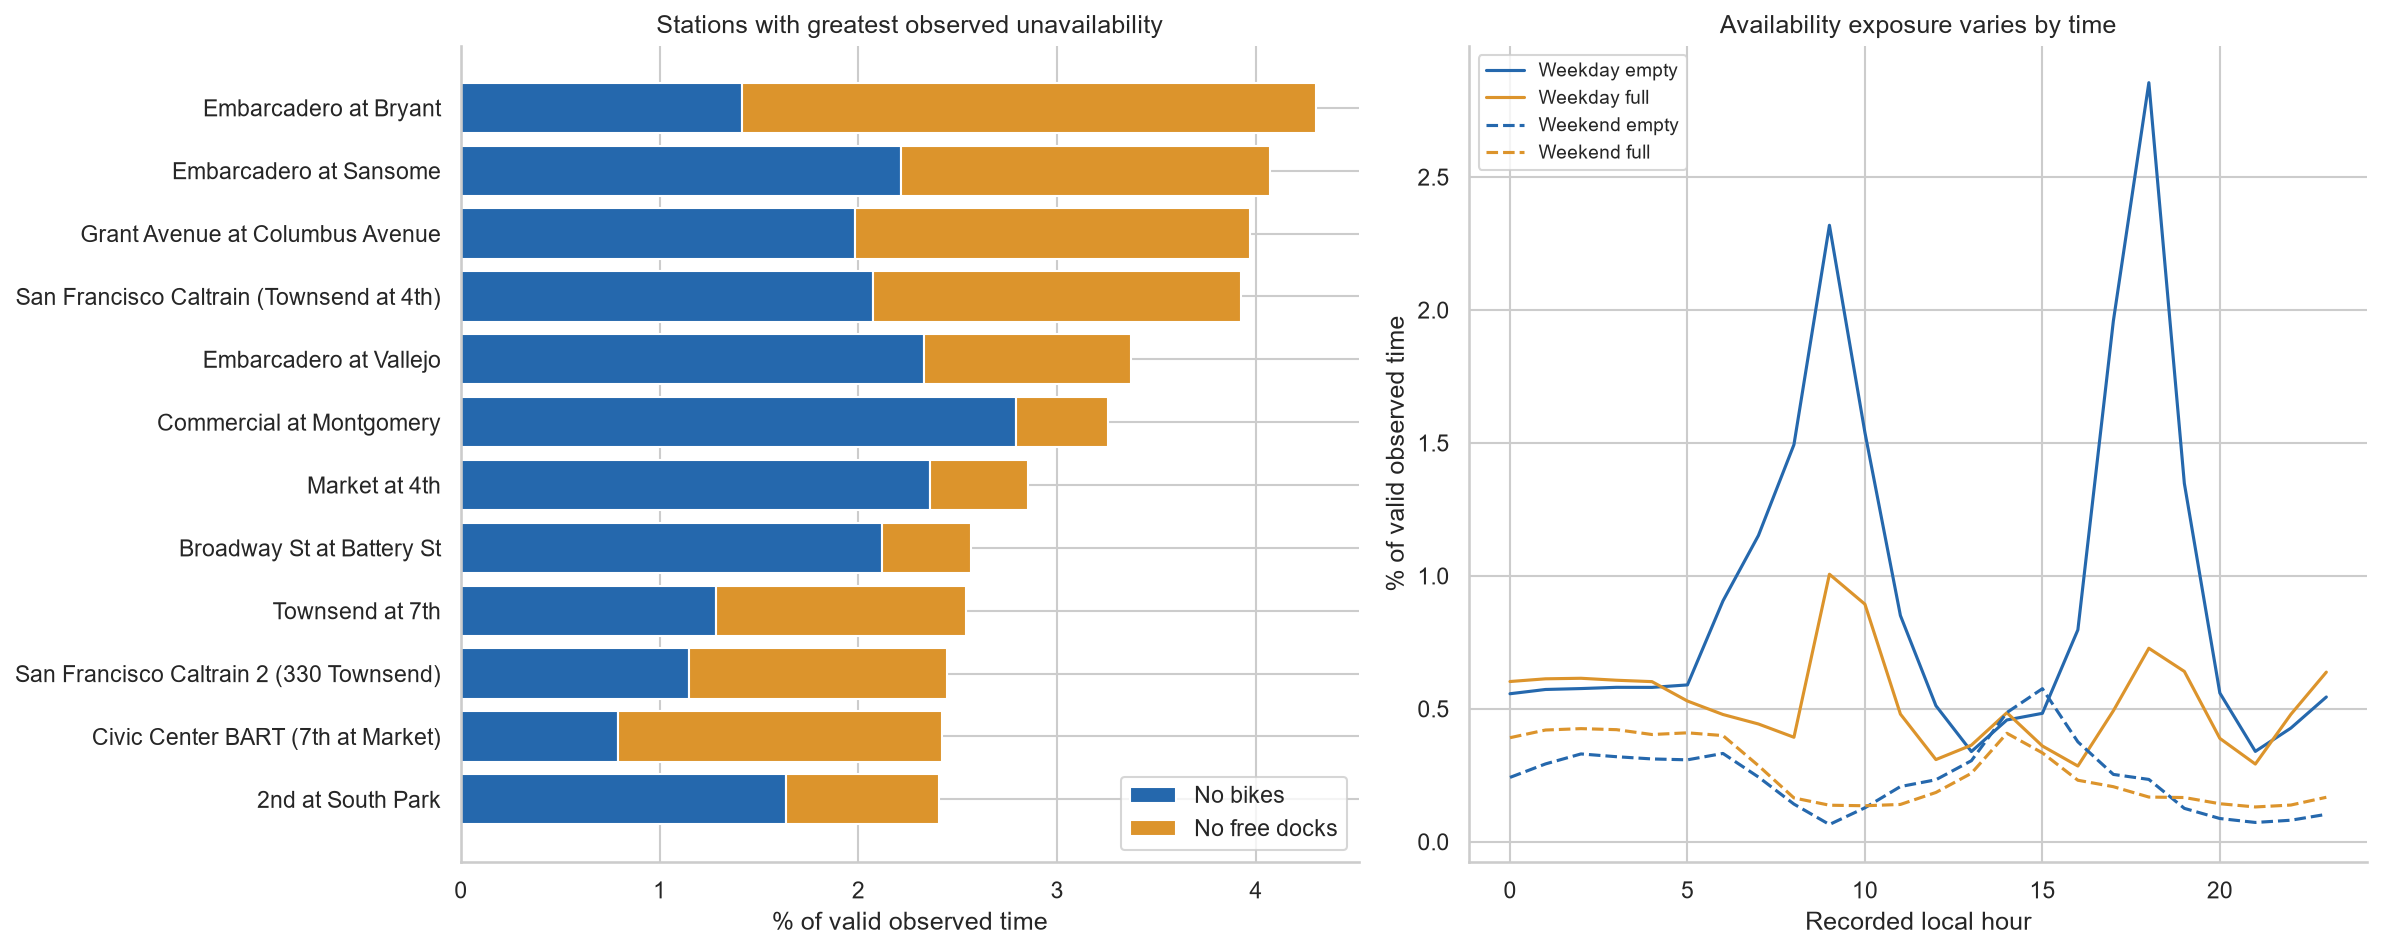 Stations with greatest observed unavailability
Embarcadero at Bryant
Embarcadero at Sansome
Grant Avenue at Columbus Avenue
San Francisco Caltrain (Townsend at 4th)
Embarcadero at Vallejo
Commercial at Montgomery
Market at 4th
Broadway St at Battery St
Townsend at 7th
San Francisco Caltrain 2 (330 Townsend)
Civic Center BART (7th at Market)
2nd at South Park
No bikes
No free docks
0 1 2 3 4
% of valid observed time
Availability exposure varies by time
Weekday empty
Weekday full
Weekend empty
Weekend full
% of valid observed time
2.5
2.0
1.5
1.0
0.5
0.0
0 5 10 15 20
Recorded local hour